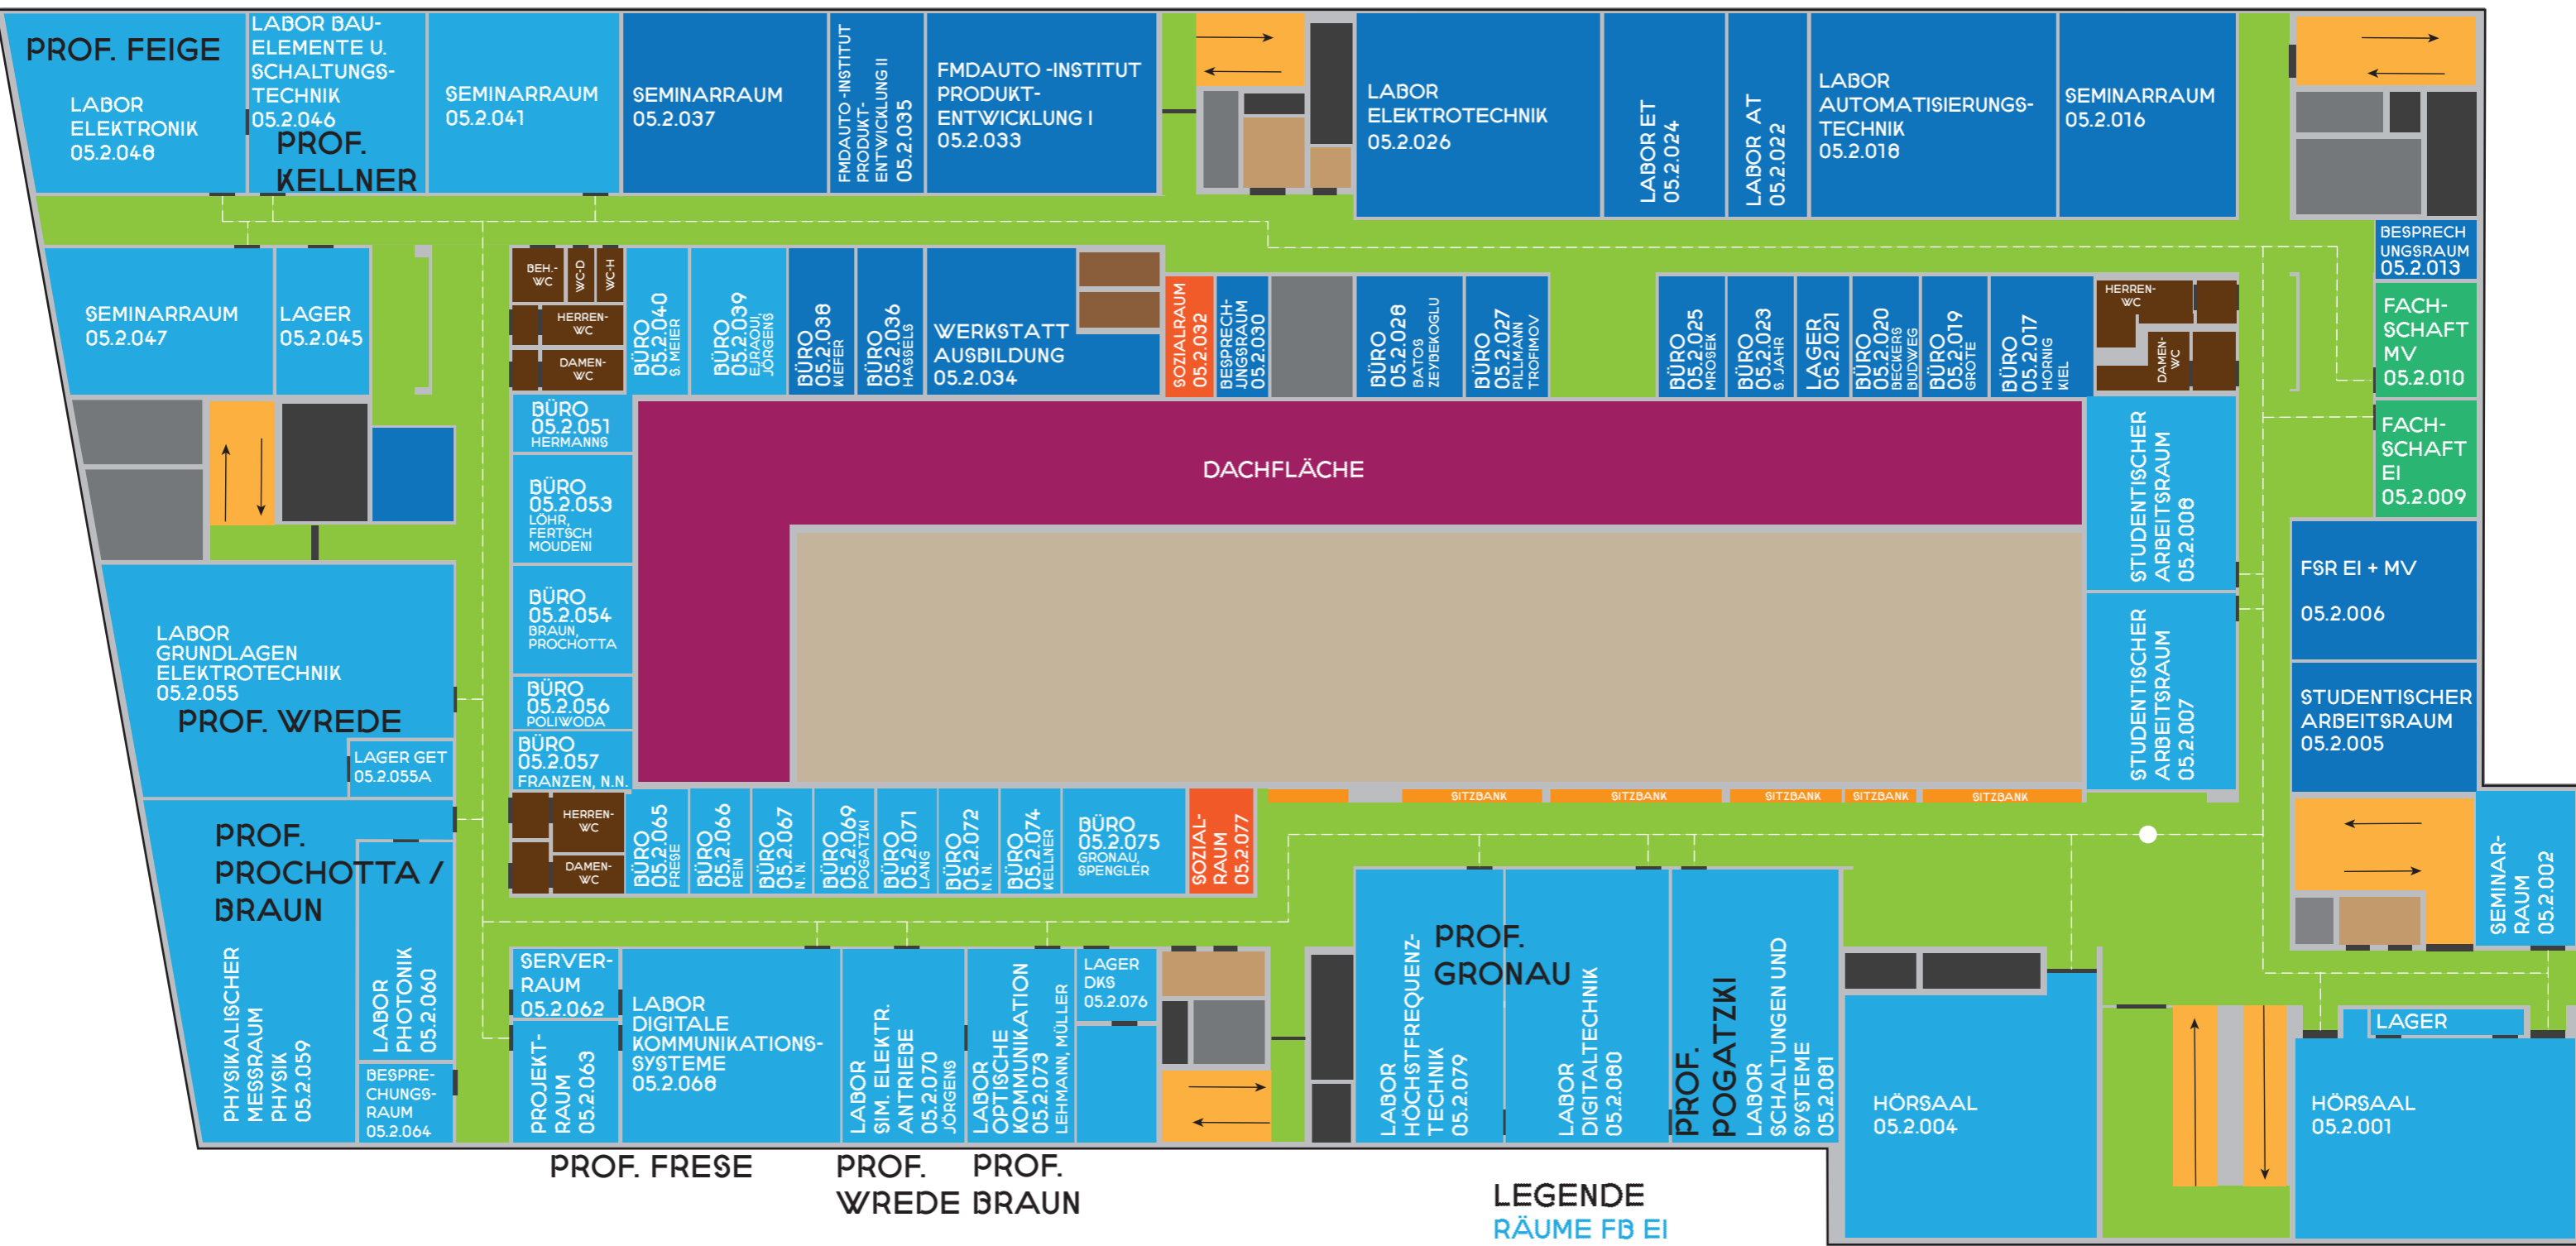 PROF. FEIGE
LABOR
ELEKTRONIK
05.2.048
LABOR BAU-
ELEMENTE U.
SCHALTUNGS-
TECHNIK
05.2.046
PROF.
KELLNER
SEMINARRAUM
05.2.041
SEMINARRAUM
05.2.037
FMDAUTO -INSTITUT
PRODUKT-
ENTWICKLUNG II
05.2.035
FMDAUTO -INSTITUT
PRODUKT-
ENTWICKLUNG I
05.2.033
LABOR
ELEKTROTECHNIK
05.2.026
LABOR ET
05.2.024
LABOR AT
05.2.022
LABOR
AUTOMATISIERUNGS-
TECHNIK
05.2.018
SEMINARRAUM
05.2.016
BESPRECH
UNGSRAUM
05.2.013
SEMINARRAUM
05.2.047
LAGER
05.2.045
BEH.-
WC
WC-D
WC-H
HERREN-
WC
DAMEN-
WC
BÜRO
05.2.040
S. MEIER
BÜRO
05.2.039
EJRAOUI,
JÖRGENS
BÜRO
05.2.038
KIEFER
BÜRO
05.2.036
HASSELS
WERKSTATT
AUSBILDUNG
05.2.034
SOZIALRAUM
05.2.032
BESPRECH-
UNGSRAUM
05.2.030
BÜRO
05.2.028
BATOS
ZEYBEKOGLU
BÜRO
05.2.027
PILLMANN
TROFIMOV
BÜRO
05.2.025
MROSEK
BÜRO
05.2.023
S. JAHR
LAGER
05.2.021
BÜRO
05.2.020
BECKERS
BUDWEG
BÜRO
05.2.019
GROTE
BÜRO
05.2.017
HORNIG
KIEL
HERREN-
WC
DAMEN-
WC
FACH-
SCHAFT
MV
05.2.010
FACH-
SCHAFT
EI
05.2.009
BÜRO
05.2.051
HERMANNS
BÜRO
05.2.053
LÖHR,
FERTSCH
MOUDENI
BÜRO
05.2.054
BRAUN,
PROCHOTTA
BÜRO
05.2.056
POLIWODA
BÜRO
05.2.057
FRANZEN, N.N.
DACHFLÄCHE
STUDENTISCHER
ARBEITSRAUM
05.2.008
STUDENTISCHER
ARBEITSRAUM
05.2.007
FSR EI + MV
05.2.006
STUDENTISCHER
ARBEITSRAUM
05.2.005
LABOR
GRUNDLAGEN
ELEKTROTECHNIK
05.2.055
PROF. WREDE
LAGER GET
05.2.055A
PROF.
PROCHOTTA /
BRAUN
PHYSIKALISCHER
MESSRAUM
PHYSIK
05.2.059
LABOR
PHOTONIK
05.2.060
BESPRE-
CHUNGS-
RAUM
05.2.064
HERREN-
WC
DAMEN-
WC
BÜRO
05.2.065
FRESE
BÜRO
05.2.066
PEIN
BÜRO
05.2.067
N. N.
BÜRO
05.2.069
POGATZKI
BÜRO
05.2.071
LANG
BÜRO
05.2.072
N. N.
BÜRO
05.2.074
KELLNER
BÜRO
05.2.075
GRONAU,
SPENGLER
SOZIAL-
RAUM
05.2.077
SITZBANK
SITZBANK
SITZBANK
SITZBANK
SITZBANK
SEMINAR-
RAUM
05.2.002
SERVER-
RAUM
05.2.062
PROJEKT-
RAUM
05.2.063
LABOR
DIGITALE
KOMMUNIKATIONS-
SYSTEME
05.2.068
LABOR
SIM. ELEKTR.
ANTRIEBE
05.2.070
JÖRGENS
LABOR
OPTISCHE
KOMMUNIKATION
05.2.073
LEHMANN, MÜLLER
LAGER
DKS
05.2.076
LABOR
HÖCHSTFREQUENZ-
TECHNIK
05.2.079
PROF.
GRONAU
LABOR
DIGITALTECHNIK
05.2.080
PROF.
POGATZKI
LABOR
SCHALTUNGEN UND
SYSTEME
05.2.081
HÖRSAAL
05.2.004
LAGER
HÖRSAAL
05.2.001
PROF. FRESE
PROF.
WREDE
PROF.
BRAUN
LEGENDE
RÄUME FB EI